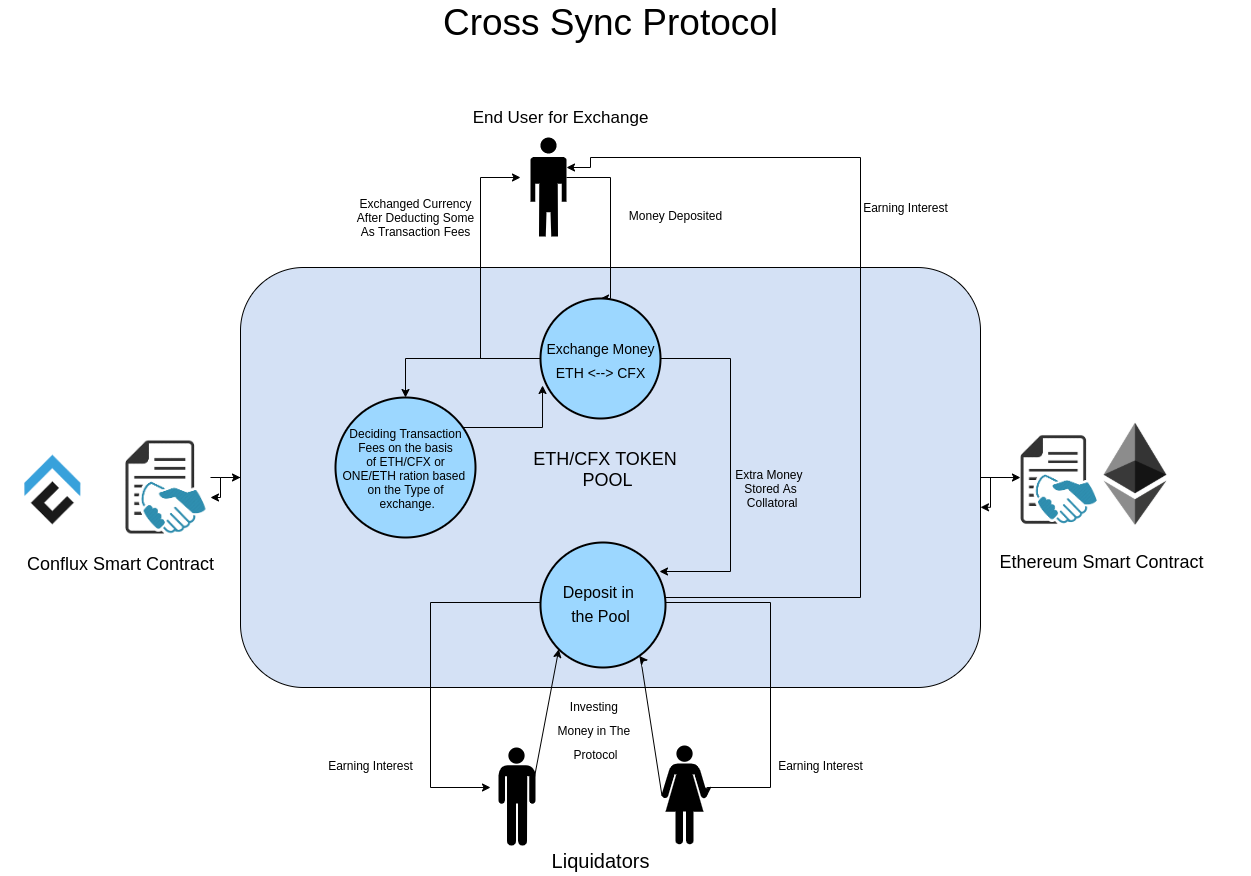 Cross Sync Protocol
End User for Exchange
Exchanged Currency
After Deducting Some
As Transaction Fees
Money Deposited
Earning Interest
Exchange Money
ETH <--> CFX
Deciding Transaction
Fees on the basis
of ETH/CFX or
ONE/ETH ration based
on the Type of
exchange.
ETH/CFX TOKEN
POOL
Extra Money
Stored As
Collatoral
Conflux Smart Contract
Ethereum Smart Contract
Deposit in
the Pool
Investing
Money in The
Protocol
Earning Interest
Earning Interest
Liquidators